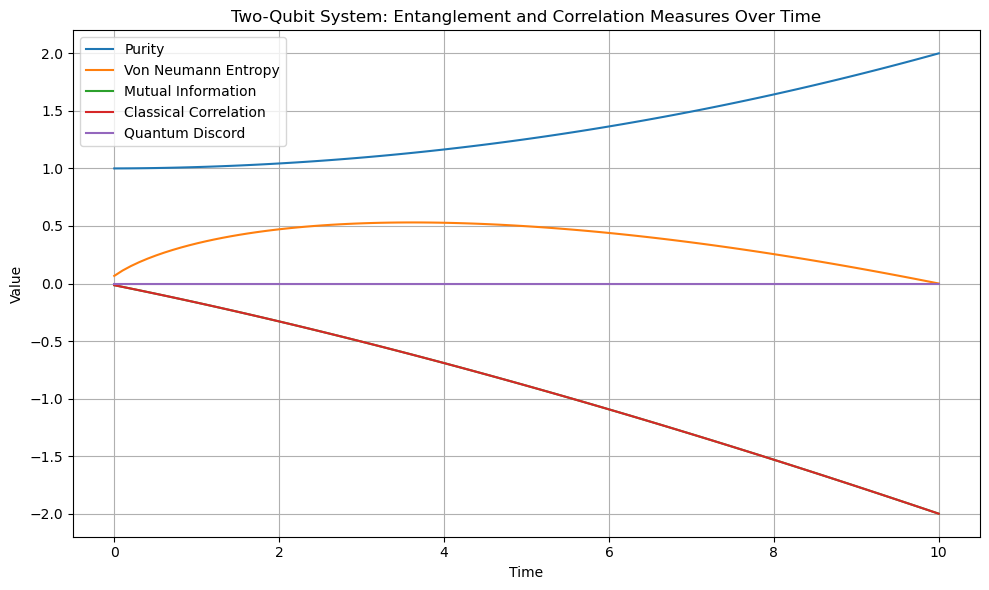 Two-Qubit System: Entanglement and Correlation Measures Over Time
Purity
Von Neumann Entropy
Mutual Information
Classical Correlation
Quantum Discord
2.0
1.5
1.0
0.5
0.0
−0.5
−1.0
−1.5
−2.0
Value
0 2 4 6 8 10
Time